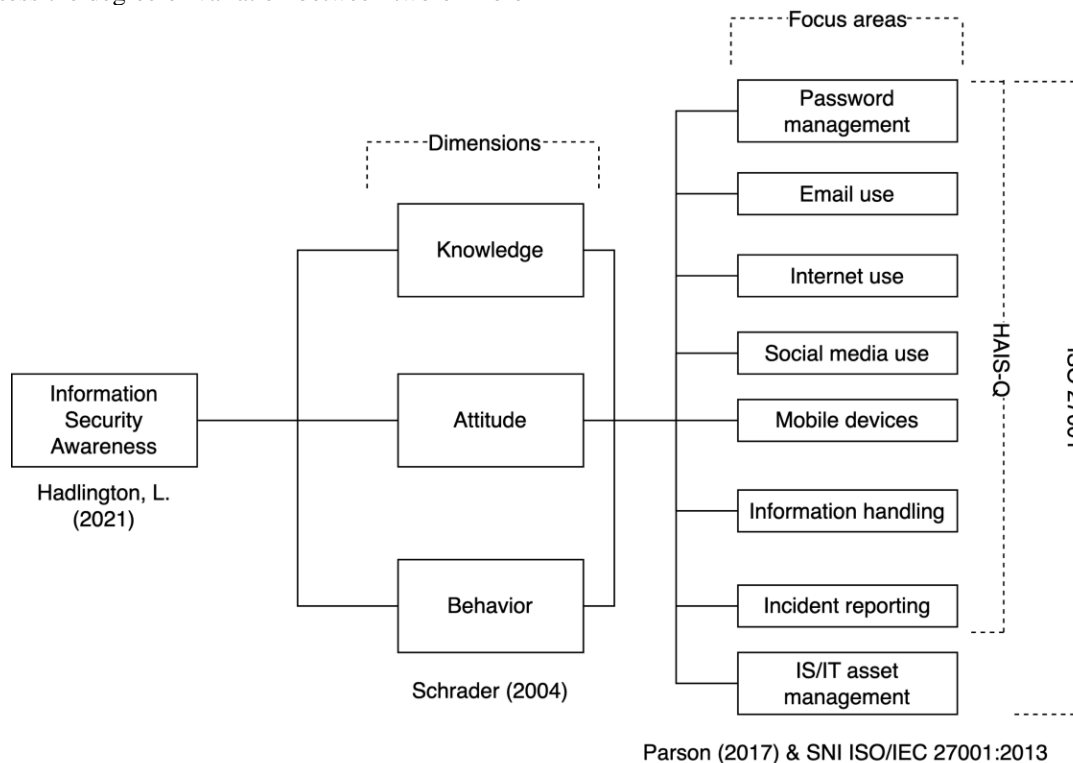 Focus areas
Password
management
Dimensions
Email use
Knowledge
Internet use
HAIS-Q
Social media use
Information
Security
Awareness
Attitude
Mobile devices
Hadlington, L.
(2021)
Information handling
Behavior
Incident reporting
IS/IT asset
management
Schrader (2004)
Parson (2017) & SNI ISO/IEC 27001:2013